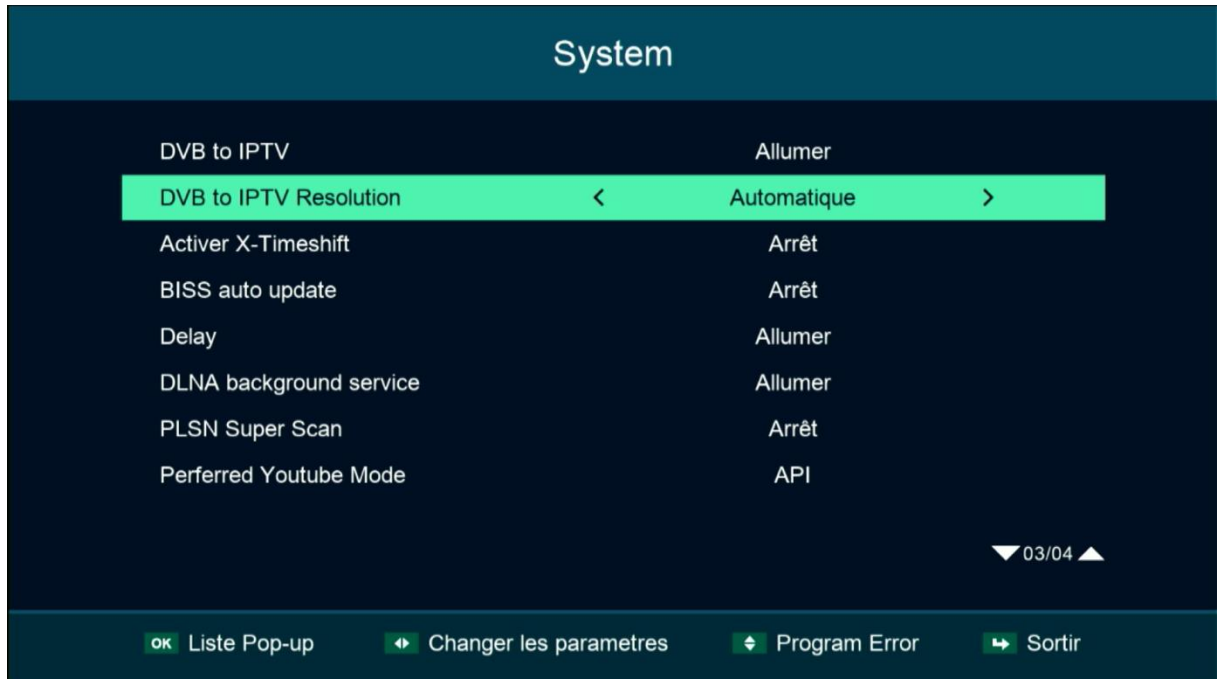 System
DVB to IPTV Allumer
DVB to IPTV Resolution < Automatique >
Activer X-Timeshift Arrêt
BISS auto update Arrêt
Delay Allumer
DLNA background service Allumer
PLSN Super Scan Arrêt
Perferred Youtube Mode API
03/04
OK Liste Pop-up Changer les parametres Program Error Sortir